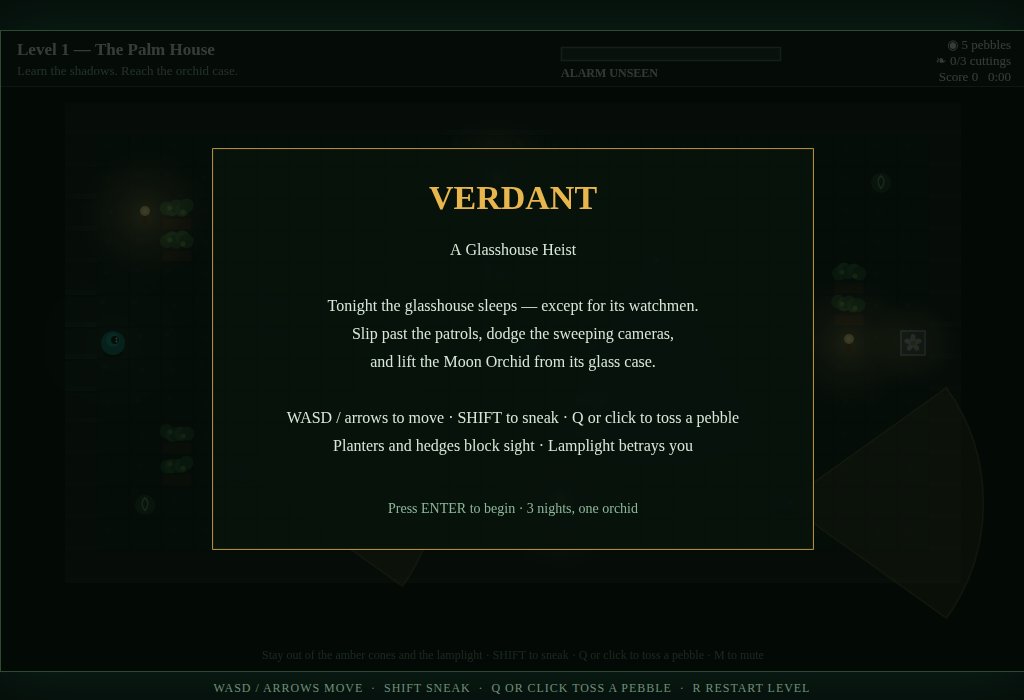 Level 1 — The Palm House
Learn the shadows. Reach the orchid case.
ALARM UNSEEN
◉ 5 pebbles
❧ 0/3 cuttings
Score 0 0:00
VERDANT
A Glasshouse Heist
Tonight the glasshouse sleeps — except for its watchmen.
Slip past the patrols, dodge the sweeping cameras,
and lift the Moon Orchid from its glass case.
WASD / arrows to move · SHIFT to sneak · Q or click to toss a pebble
Planters and hedges block sight · Lamplight betrays you
Press ENTER to begin · 3 nights, one orchid
Stay out of the amber cones and the lamplight · SHIFT to sneak · Q or click to toss a pebble · M to mute
WASD / ARROWS MOVE · SHIFT SNEAK · Q OR CLICK TOSS A PEBBLE · R RESTART LEVEL